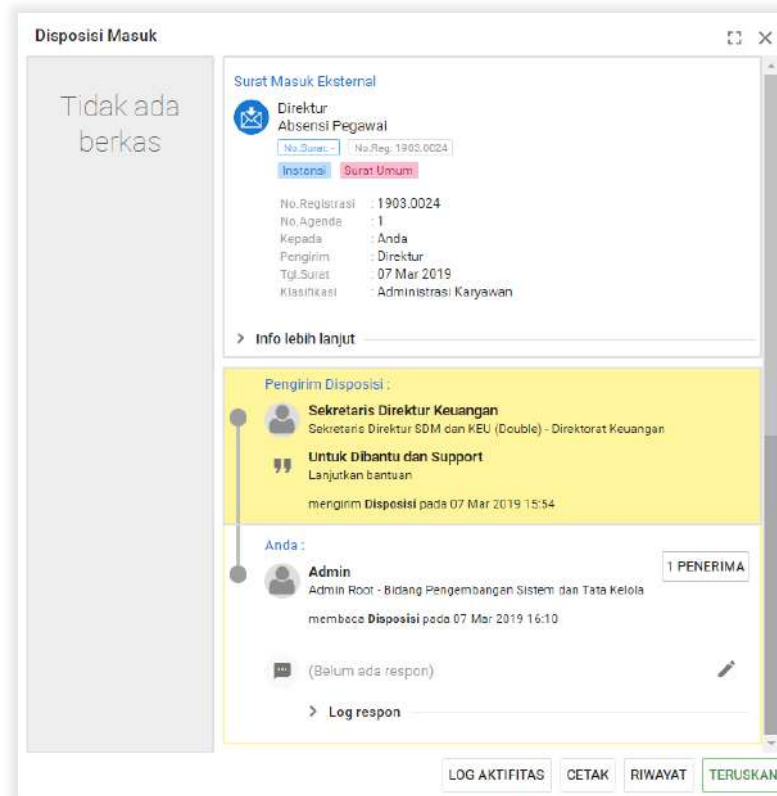 Disposisi Masuk
Tidak ada
berkas
Surat Masuk Eksternal
Direktur
Absensi Pegawai
No.Surat: - No.Reg: 1903.0024
Instansi Surat Umum
No.Registrasi : 1903.0024
No.Agenda : 1
Kepada : Anda
Pengirim : Direktur
Tgl.Surat : 07 Mar 2019
Klasifikasi : Administrasi Karyawan
Info lebih lanjut
Pengirim Disposisi :
Sekretaris Direktur Keuangan
Sekretaris Direktur SDM dan KEU (Double) - Direktorat Keuangan
Untuk Dibantu dan Support
Lanjutkan bantuan
mengirim Disposisi pada 07 Mar 2019 15:54
Anda :
1 PENERIMA
Admin
Admin Root - Bidang Pengembangan Sistem dan Tata Kelola
membaca Disposisi pada 07 Mar 2019 16:10
(Belum ada respon)
Log respon
LOG AKTIFITAS CETAK RIWAYAT TERUSKAN